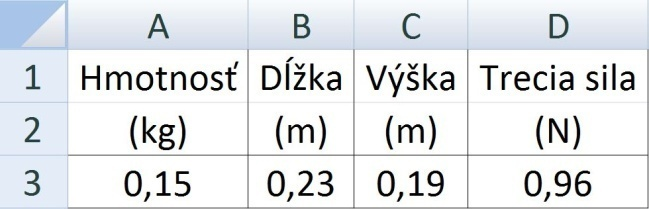 A B C D
1 Hmotnosť Dĺžka Výška Trecia sila
2 (kg) (m) (m) (N)
3 0,15 0,23 0,19 0,96